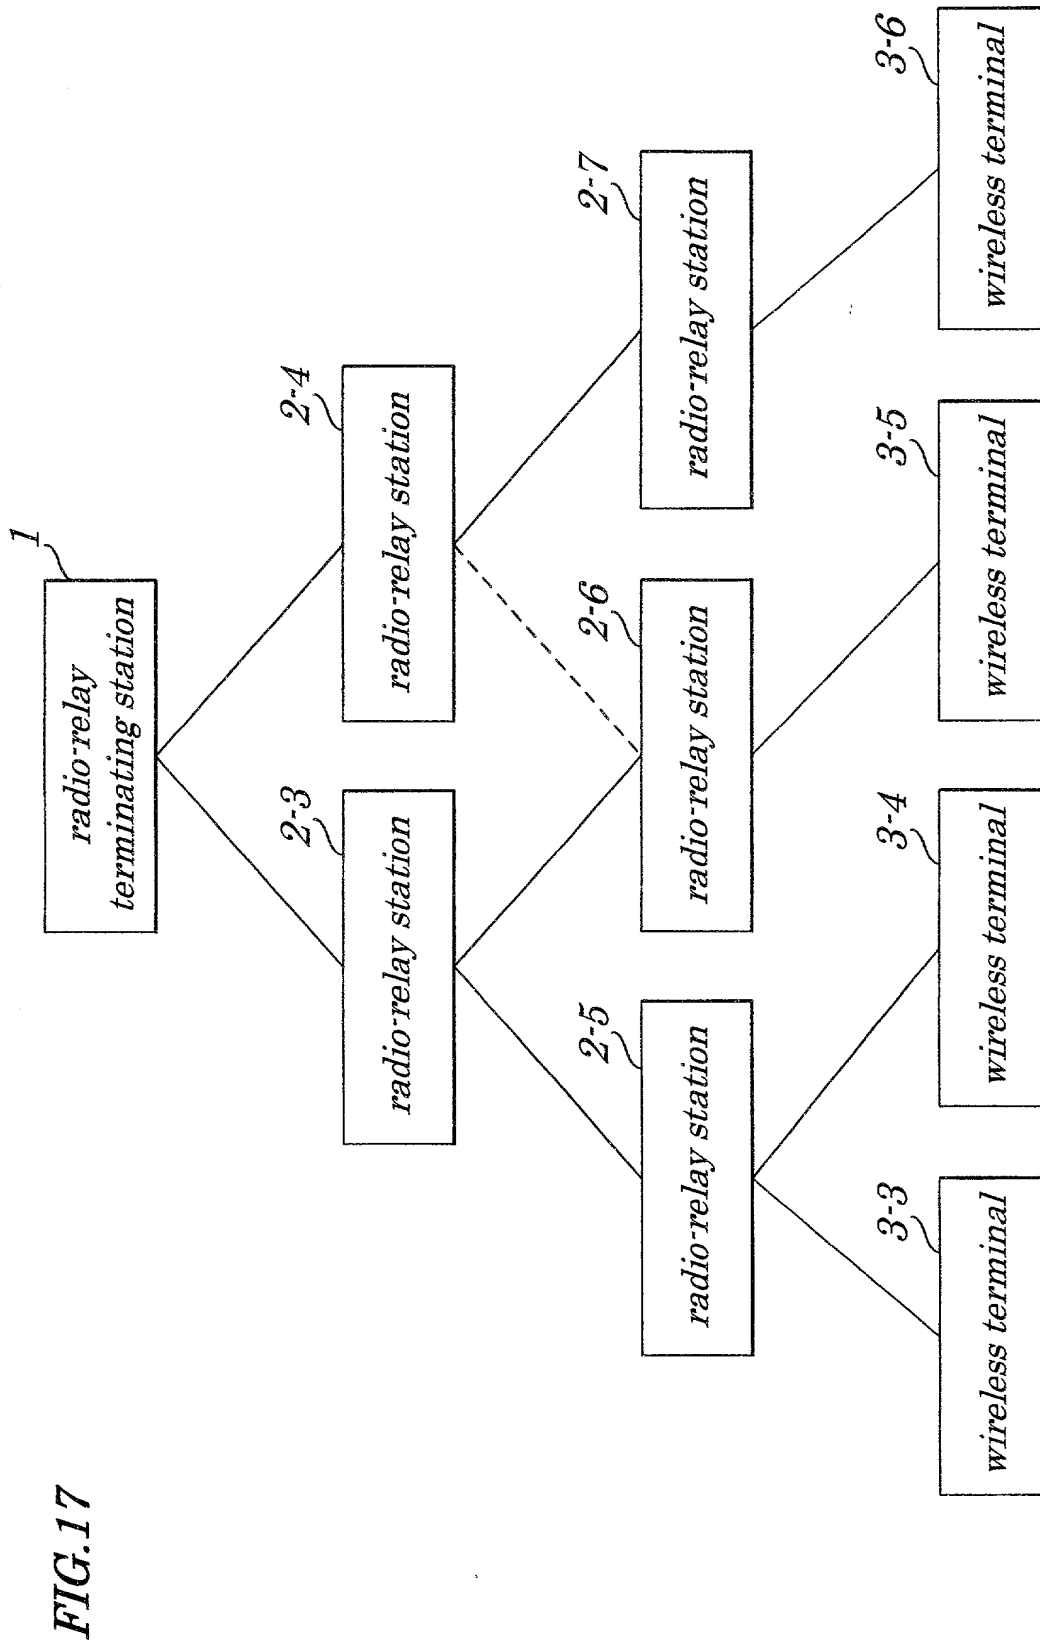 FIG.17
1
radio-relay
terminating station
2-3
radio-relay station
2-4
radio-relay station
2-5
radio-relay station
2-6
radio-relay station
2-7
radio-relay station
3-3
wireless terminal
3-4
wireless terminal
3-5
wireless terminal
3-6
wireless terminal